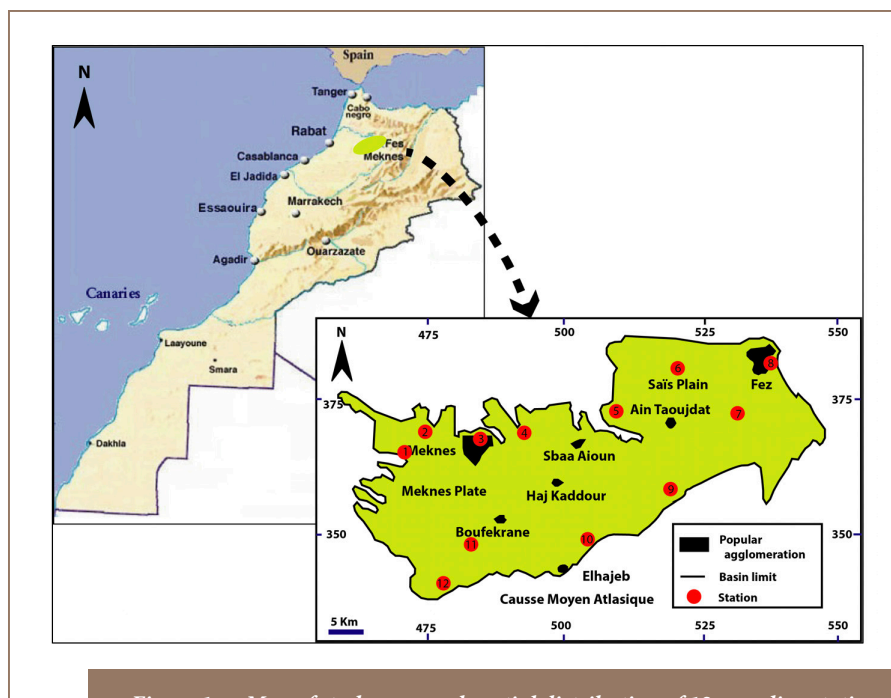 Spain
N
Tanger
Cabo
negro
Rabat
Fes
Meknes
Casablanca
El Jadida
Marrakech
Essaouira
Ouarzazate
Agadir
Canaries
Laayoune
Smara
Dakhla
N
475
500
525
550
375
375
6
8
Saïs Plain
Fez
5
Ain Taoujdat
7
2
3
4
1
Meknes
Sbaa Aioun
Meknes Plate
Haj Kaddour
9
Boufekrane
350
350
11
10
12
Elhajeb
Causse Moyen Atlasique
Popular
agglomeration
Basin limit
Station
5 Km
475
500
525
550